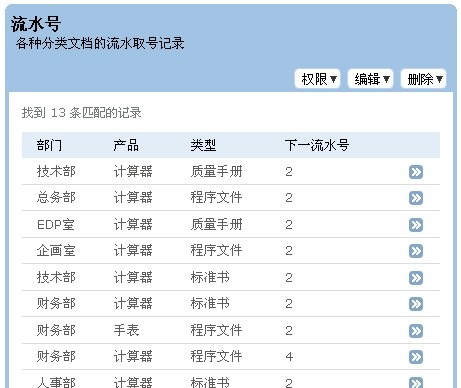 流水号
各种分类文档的流水取号记录
权限▼ 编辑▼ 删除▼
找到 13 条匹配的记录
部门 产品 类型 下一流水号
技术部 计算器 质量手册 2
总务部 计算器 程序文件 2
EDP室 计算器 质量手册 2
企画室 计算器 程序文件 2
技术部 计算器 标准书 2
财务部 计算器 标准书 2
财务部 手表 程序文件 2
财务部 计算器 程序文件 4
人事部 计算器 标准书 2